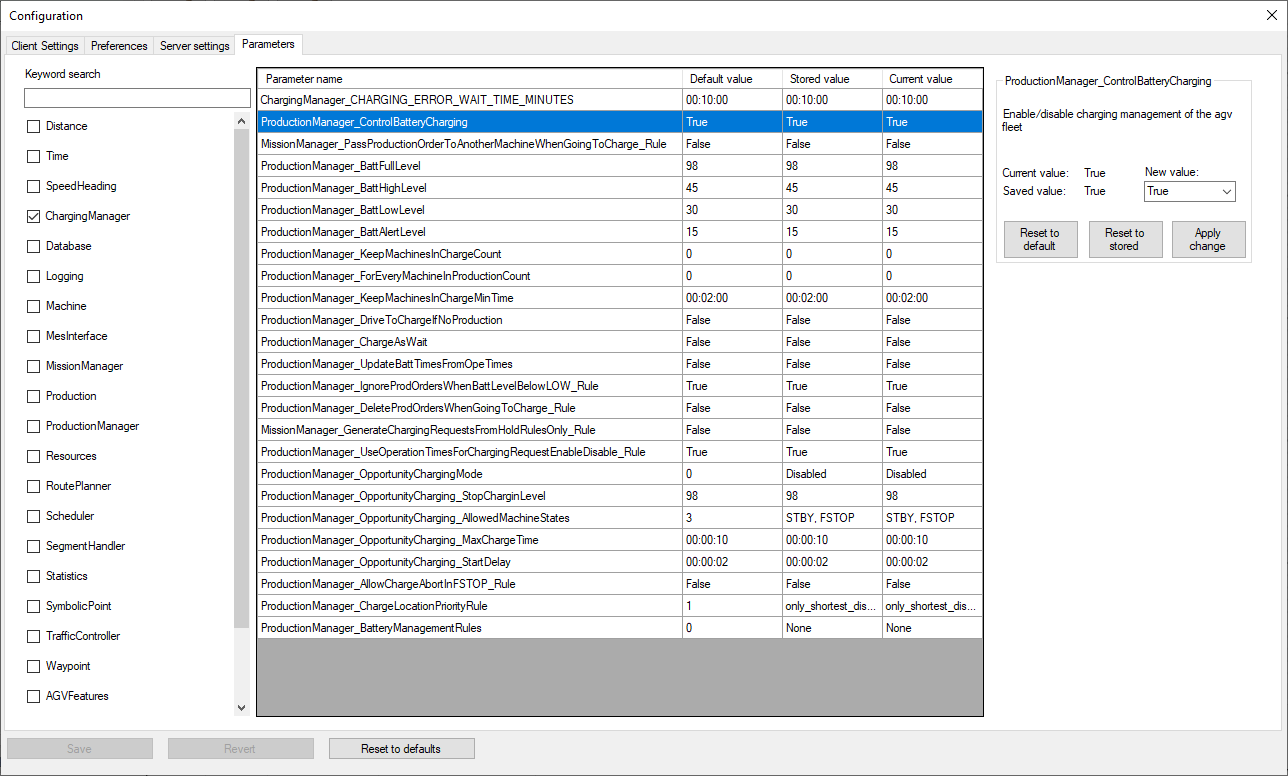 Configuration
Client Settings Preferences Server settings Parameters
Keyword search
Distance
Time
SpeedHeading
ChargingManager
Database
Logging
Machine
MesInterface
MissionManager
Production
ProductionManager
Resources
RoutePlanner
Scheduler
SegmentHandler
Statistics
SymbolicPoint
TrafficController
Waypoint
AGVFeatures
Parameter name Default value Stored value Current value
ChargingManager_CHARGING_ERROR_WAIT_TIME_MINUTES 00:10:00 00:10:00 00:10:00
ProductionManager_ControlBatteryCharging True True True
MissionManager_PassProductionOrderToAnotherMachineWhenGoingToCharge_Rule False False False
ProductionManager_BattFullLevel 98 98 98
ProductionManager_BattHighLevel 45 45 45
ProductionManager_BattLowLevel 30 30 30
ProductionManager_BattAlertLevel 15 15 15
ProductionManager_KeepMachinesInChargeCount 0 0 0
ProductionManager_ForEveryMachineInProductionCount 0 0 0
ProductionManager_KeepMachinesInChargeMinTime 00:02:00 00:02:00 00:02:00
ProductionManager_DriveToChargeIfNoProduction False False False
ProductionManager_ChargeAsWait False False False
ProductionManager_UpdateBattTimesFromOpeTimes False False False
ProductionManager_IgnoreProdOrdersWhenBattLevelBelowLOW_Rule True True True
ProductionManager_DeleteProdOrdersWhenGoingToCharge_Rule False False False
MissionManager_GenerateChargingRequestsFromHoldRulesOnly_Rule False False False
ProductionManager_UseOperationTimesForChargingRequestEnableDisable_Rule True True True
ProductionManager_OpportunityChargingMode 0 Disabled Disabled
ProductionManager_OpportunityCharging_StopCharginLevel 98 98 98
ProductionManager_OpportunityCharging_AllowedMachineStates 3 STBY, FSTOP STBY, FSTOP
ProductionManager_OpportunityCharging_MaxChargeTime 00:00:10 00:00:10 00:00:10
ProductionManager_OpportunityCharging_StartDelay 00:00:02 00:00:02 00:00:02
ProductionManager_AllowChargeAbortInFSTOP_Rule False False False
ProductionManager_ChargeLocationPriorityRule 1 only_shortest_dis... only_shortest_dis...
ProductionManager_BatteryManagementRules 0 None None
ProductionManager_ControlBatteryCharging
Enable/disable charging management of the agv
fleet
Current value: True New value:
Saved value: True True
Reset to default
Reset to stored
Apply change
Save Revert Reset to defaults